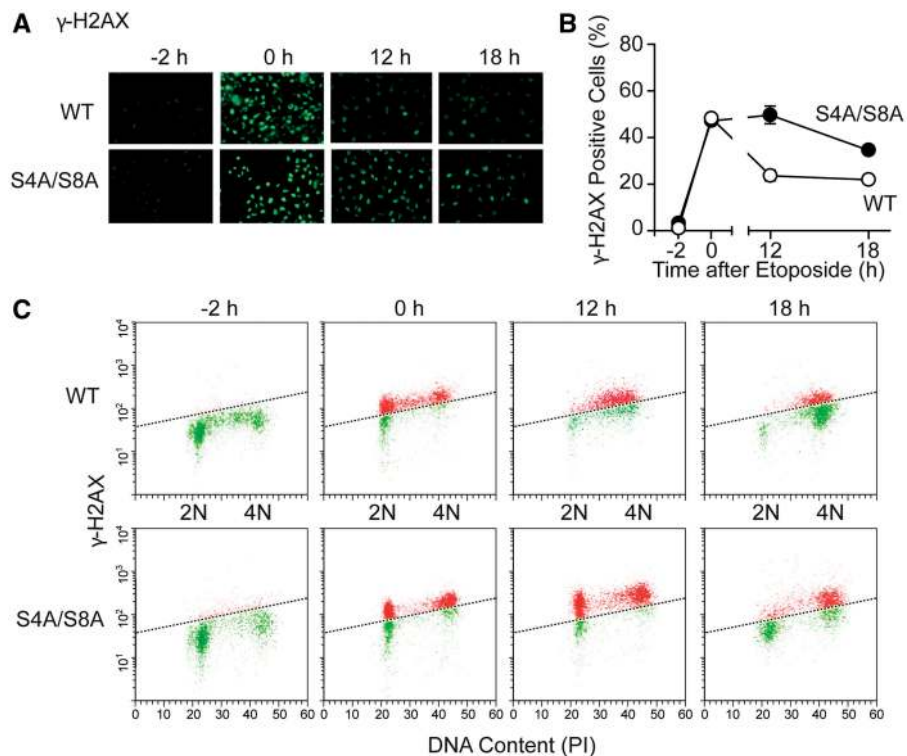 A γ-H2AX
-2 h 0 h 12 h 18 h
WT
S4A/S8A
B
γ-H2AX Positive Cells (%)
80
60
40
20
0
S4A/S8A
WT
-2 0 12 18
Time after Etoposide (h)
C
-2 h 0 h 12 h 18 h
WT
S4A/S8A
γ-H2AX
10⁴
10³
10²
10¹
2N 4N 2N 4N 2N 4N 2N 4N
10⁴
10³
10²
10¹
0 10 20 30 40 50 60 0 10 20 30 40 50 60 0 10 20 30 40 50 60 0 10 20 30 40 50 60
DNA Content (PI)